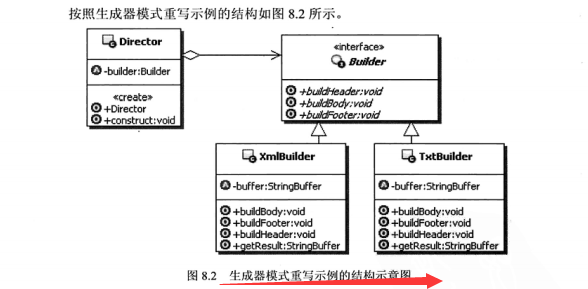 按照生成器模式重写示例的结构如图 8.2 所示。
Director
-builder:Builder
«create»
+Director
+construct:void
«interface»
Builder
+buildHeader:void
+buildBody:void
+buildFooter:void
XmlBuilder
-buffer:StringBuffer
+buildBody:void
+buildFooter:void
+buildHeader:void
+getResult:StringBuffer
TxtBuilder
-buffer:StringBuffer
+buildBody:void
+buildFooter:void
+buildHeader:void
+getResult:StringBuffer
图 8.2 生成器模式重写示例的结构示意图